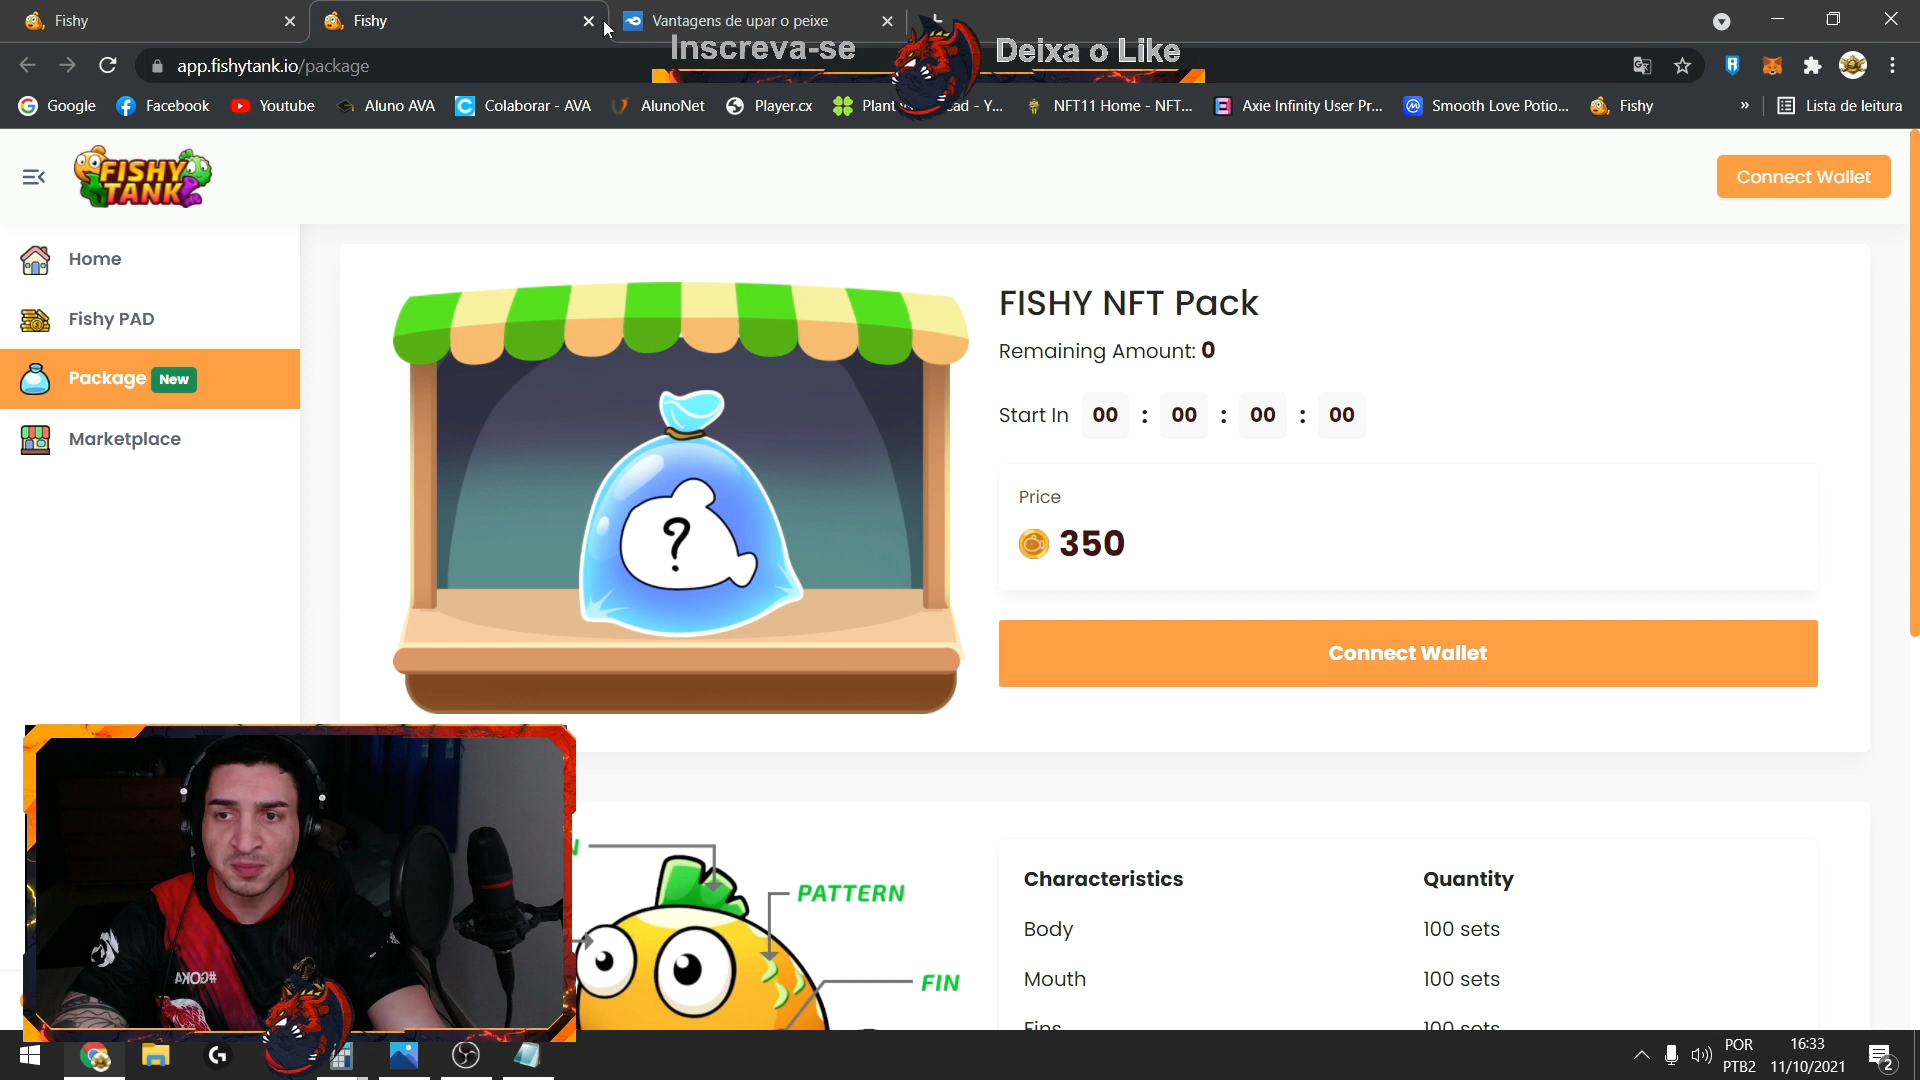 Fishy
Fishy
Vantagens de upar o peixe
Inscreva-se
Deixa o Like
app.fishytank.io/package
Google
Facebook
Youtube
Aluno AVA
Colaborar - AVA
AlunoNet
Player.cx
NFT11 Home - NFT...
Axie Infinity User Pr...
Smooth Love Potio...
Fishy
»
Lista de leitura
FISHY
TANK
Connect Wallet
Home
Fishy PAD
Package New
Marketplace
FISHY NFT Pack
Remaining Amount: 0
Start In 00 : 00 : 00 : 00
Price
350
?
Connect Wallet
PATTERN
FIN
Characteristics Quantity
Body 100 sets
Mouth 100 sets
Fins 100 sets
POR
PTB2
16:33
11/10/2021
2